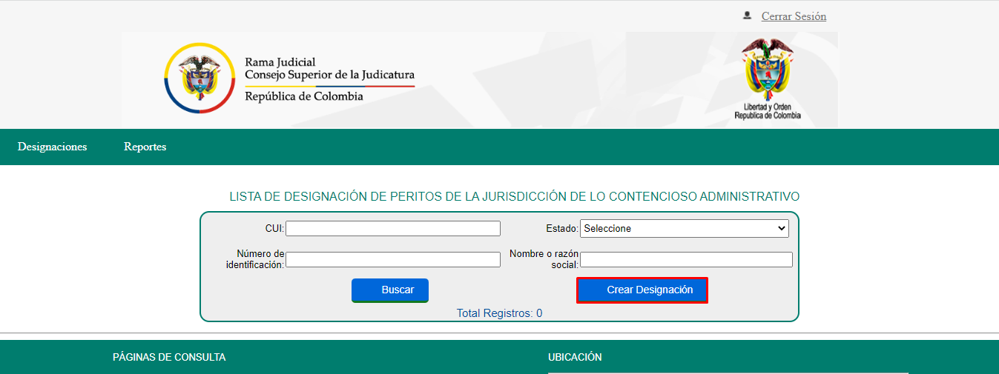 Cerrar Sesión
Rama Judicial
Consejo Superior de la Judicatura
República de Colombia
Libertad y Orden
Republica de Colombia
Designaciones Reportes
LISTA DE DESIGNACIÓN DE PERITOS DE LA JURISDICCIÓN DE LO CONTENCIOSO ADMINISTRATIVO
CUI: Estado: Seleccione
Número de identificación: Nombre o razón social:
Buscar Crear Designación
Total Registros: 0
PÁGINAS DE CONSULTA UBICACIÓN